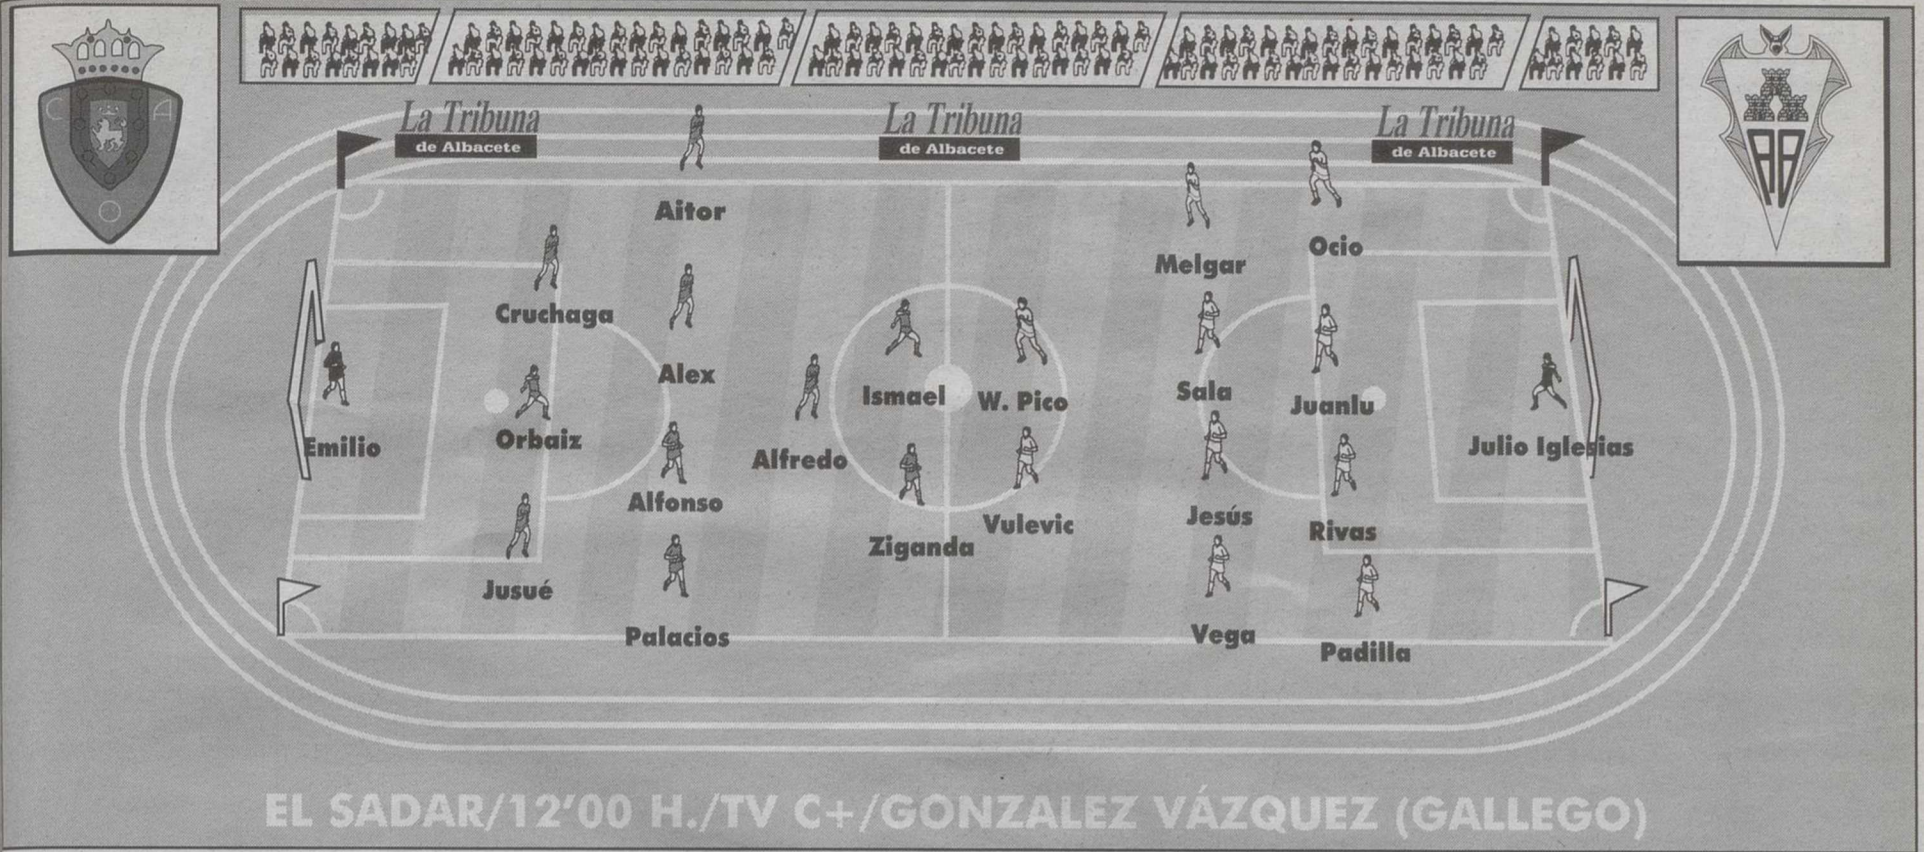 C A
O
La Tribuna
de Albacete
La Tribuna
de Albacete
La Tribuna
de Albacete
Aitor
Ocio
Melgar
Cruchaga
Alex
Ismael
W. Pico
Sala
Juanlu
Emilio
Orbaiz
Alfredo
Julio Iglesias
Alfonso
Vulevic
Jesús
Rivas
Ziganda
Jusué
Palacios
Vega
Padilla
EL SADAR/12'00 H./TV C+/GONZALEZ VÁZQUEZ (GALLEGO)